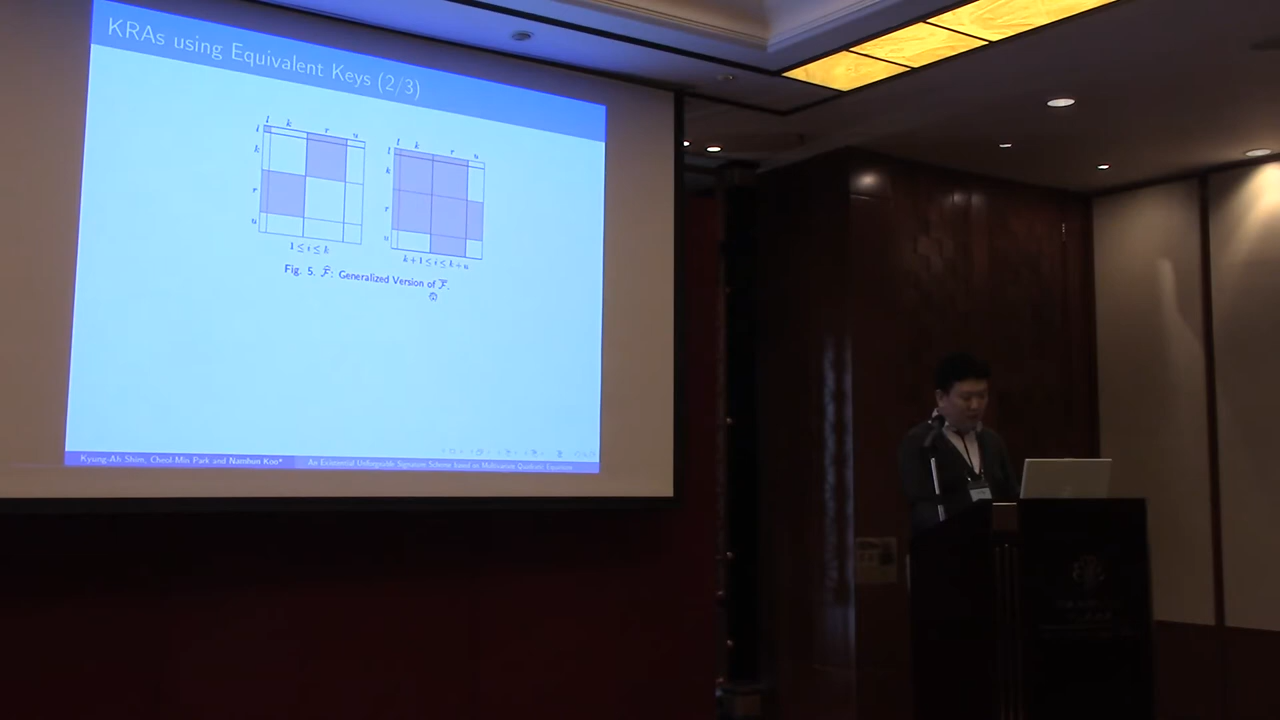 KRAs using Equivalent Keys (2/3)
l k r u
l k r u
l
k
r
u
l
k
r
u
1 ≤ i ≤ k
k + 1 ≤ i ≤ k + u
Fig. 5. F̃: Generalized Version of F̄.
Kyung-Ah Shim, Cheol-Min Park and Namhun Koo*
An Existential Unforgeable Signature Scheme based on Multivariate Quadratic Equations